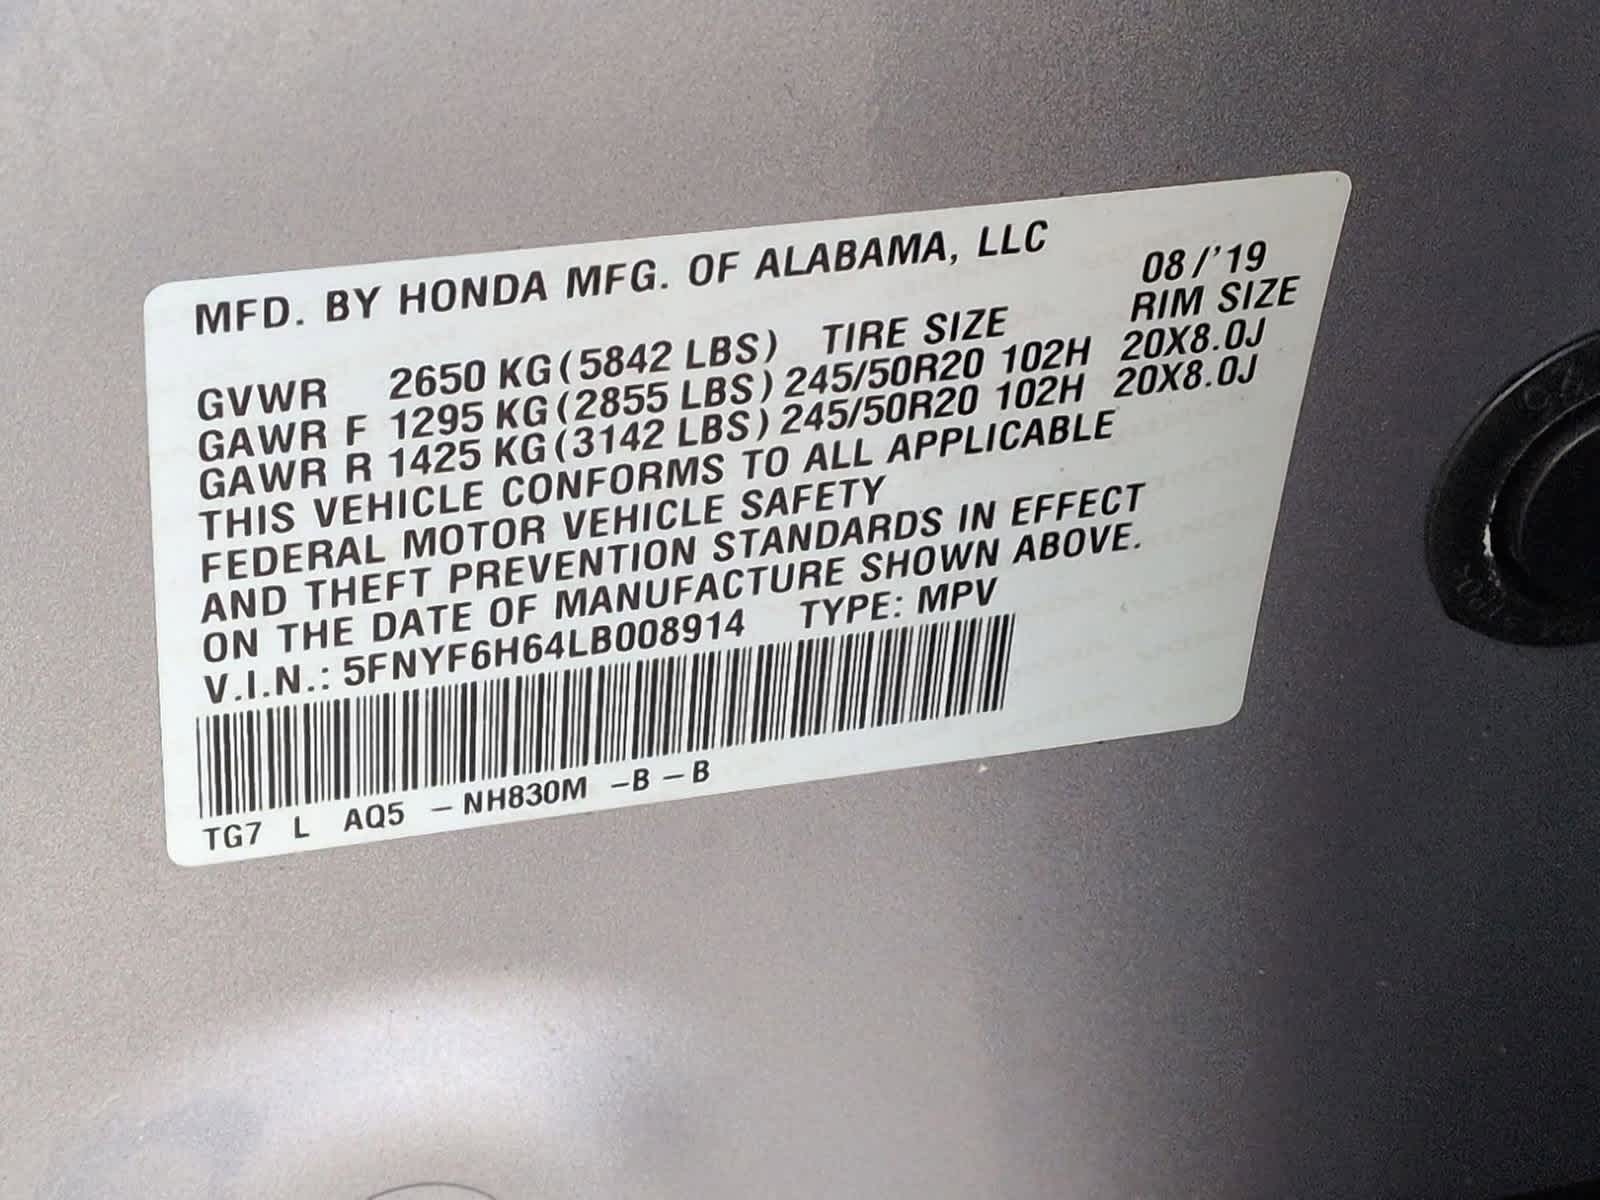 MFD. BY HONDA MFG. OF ALABAMA, LLC
08/'19
GVWR 2650 KG(5842 LBS) TIRE SIZE RIM SIZE
GAWR F 1295 KG(2855 LBS)245/50R20 102H 20X8.0J
GAWR R 1425 KG(3142 LBS)245/50R20 102H 20X8.0J
THIS VEHICLE CONFORMS TO ALL APPLICABLE
FEDERAL MOTOR VEHICLE SAFETY
AND THEFT PREVENTION STANDARDS IN EFFECT
ON THE DATE OF MANUFACTURE SHOWN ABOVE.
V.I.N.: 5FNYF6H64LB008914 TYPE: MPV
TG7 L AQ5 -NH830M -B-B